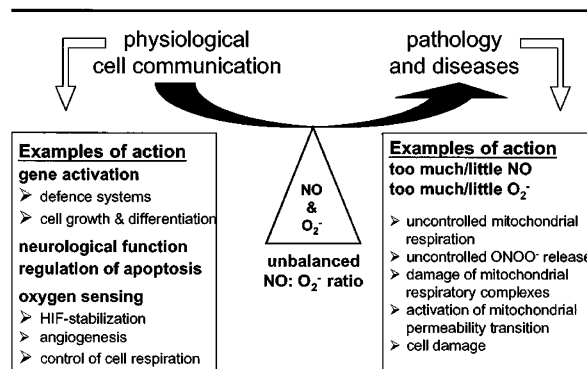 physiological
cell communication
pathology
and diseases
Examples of action
gene activation
➢ defence systems
➢ cell growth & differentiation
neurological function
regulation of apoptosis
oxygen sensing
➢ HIF-stabilization
➢ angiogenesis
➢ control of cell respiration
NO
&
O₂⁻
unbalanced
NO: O₂⁻ ratio
Examples of action
too much/little NO
too much/little O₂⁻
➢ uncontrolled mitochondrial
respiration
➢ uncontrolled ONOO⁻ release
➢ damage of mitochondrial
respiratory complexes
➢ activation of mitochondrial
permeability transition
➢ cell damage